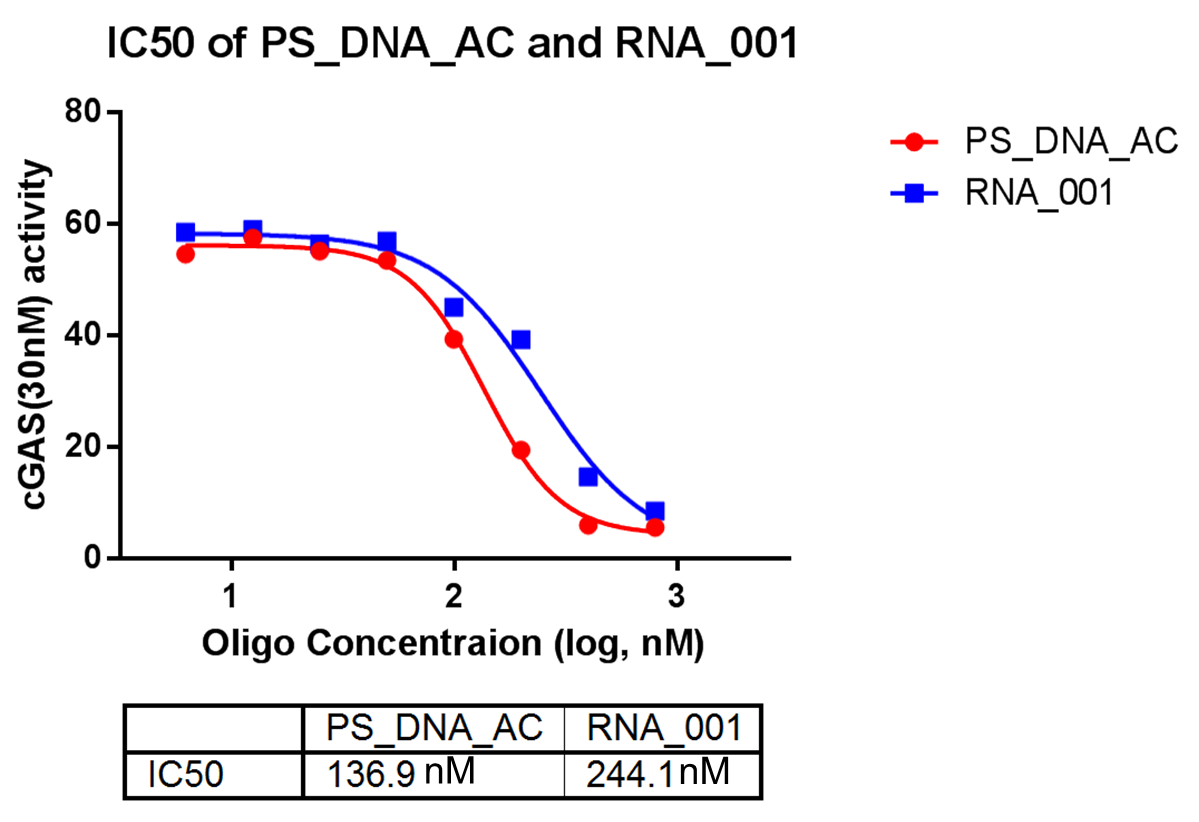 IC50 of PS_DNA_AC and RNA_001
PS_DNA_AC
RNA_001
cGAS(30nM) activity
80
60
40
20
0
1 2 3
Oligo Concentraion (log, nM)
PS_DNA_AC RNA_001
IC50 136.9 nM 244.1nM